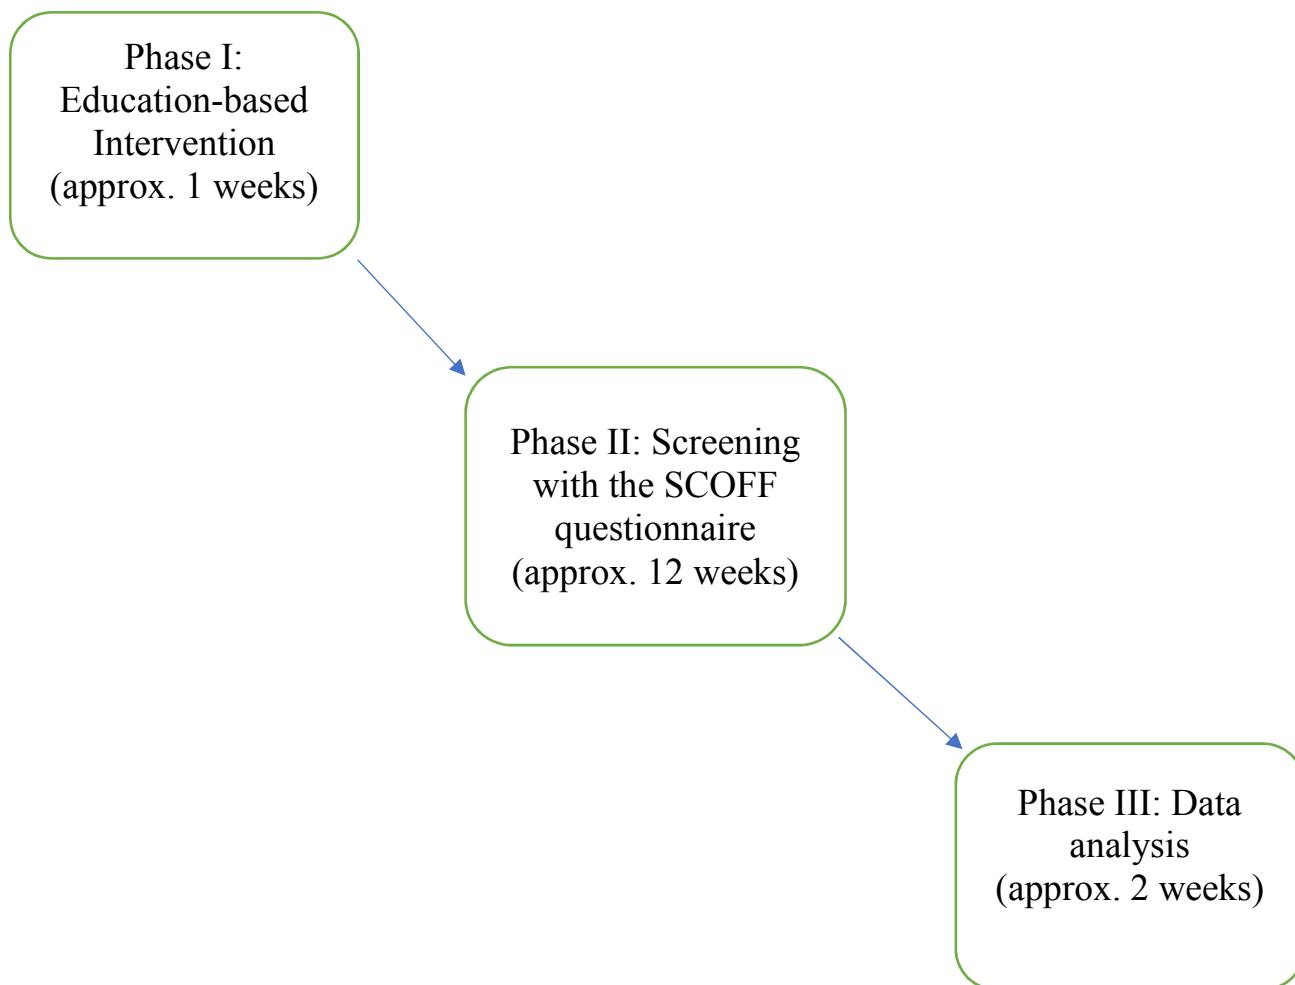 Phase I:
Education-based
Intervention
(approx. 1 weeks)
Phase II: Screening
with the SCOFF
questionnaire
(approx. 12 weeks)
Phase III: Data
analysis
(approx. 2 weeks)